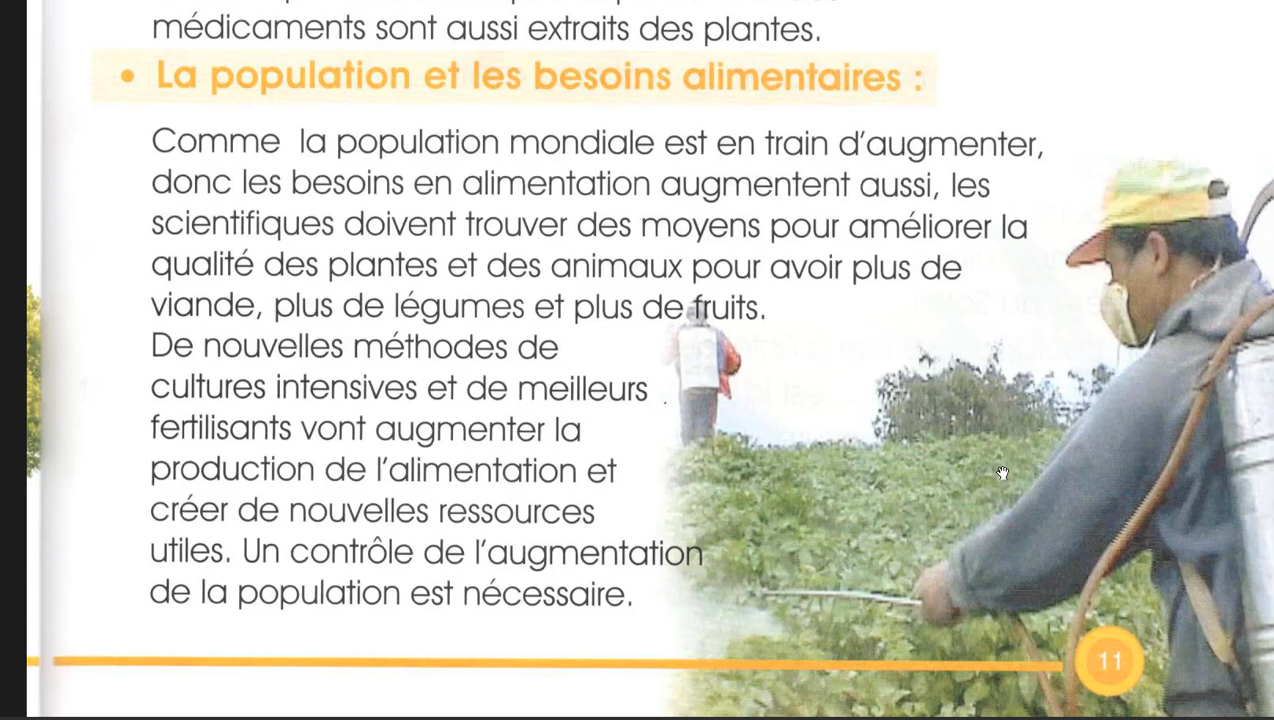 médicaments sont aussi extraits des plantes.
• La population et les besoins alimentaires :
Comme la population mondiale est en train d'augmenter,
donc les besoins en alimentation augmentent aussi, les
scientifiques doivent trouver des moyens pour améliorer la
qualité des plantes et des animaux pour avoir plus de
viande, plus de légumes et plus de fruits.
De nouvelles méthodes de
cultures intensives et de meilleurs
fertilisants vont augmenter la
production de l'alimentation et
créer de nouvelles ressources
utiles. Un contrôle de l'augmentation
de la population est nécessaire.
11